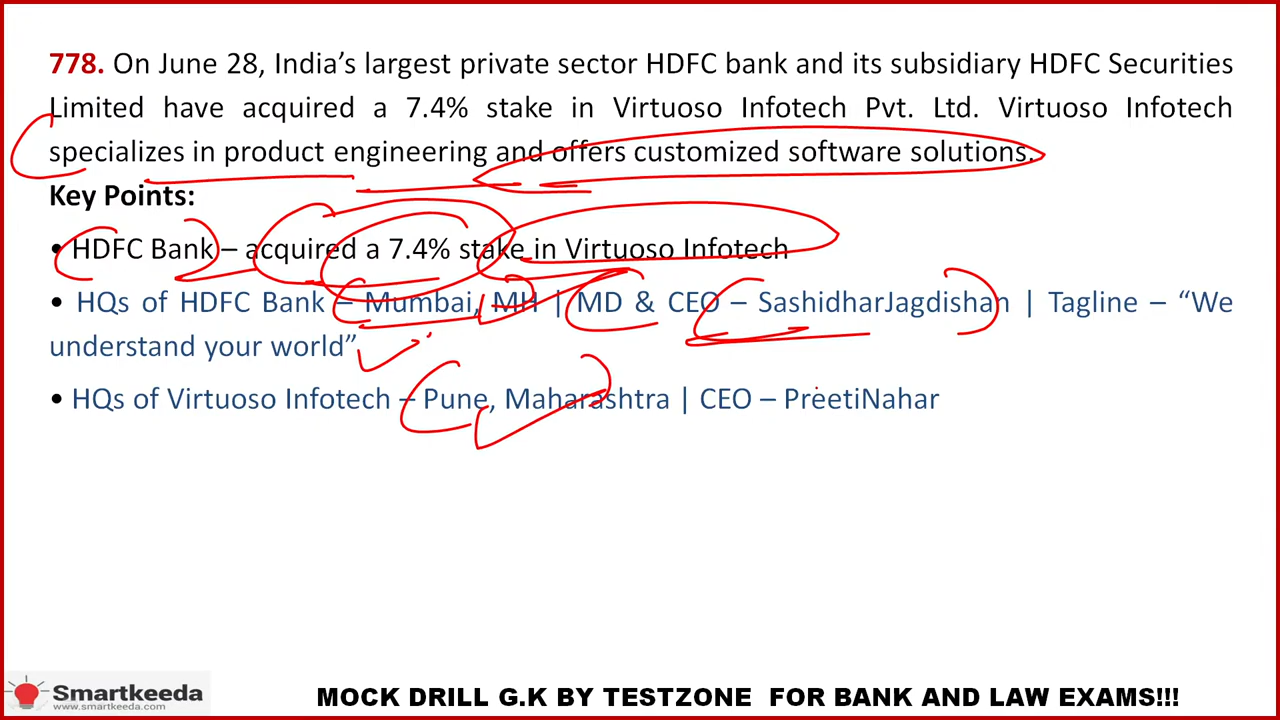 778. On June 28, India’s largest private sector HDFC bank and its subsidiary HDFC Securities
Limited have acquired a 7.4% stake in Virtuoso Infotech Pvt. Ltd. Virtuoso Infotech
specializes in product engineering and offers customized software solutions.
Key Points:
• HDFC Bank – acquired a 7.4% stake in Virtuoso Infotech
• HQs of HDFC Bank – Mumbai, MH | MD & CEO – SashidharJagdishan | Tagline – “We
understand your world”
• HQs of Virtuoso Infotech – Pune, Maharashtra | CEO – PreetiNahar
Smartkeeda
www.smartkeeda.com
MOCK DRILL G.K BY TESTZONE FOR BANK AND LAW EXAMS!!!